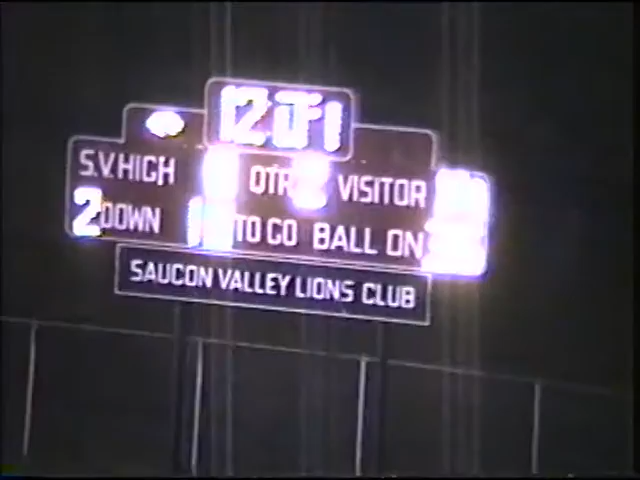 S.V. HIGH QTR VISITOR
2 DOWN TO GO BALL ON
SAUCON VALLEY LIONS CLUB